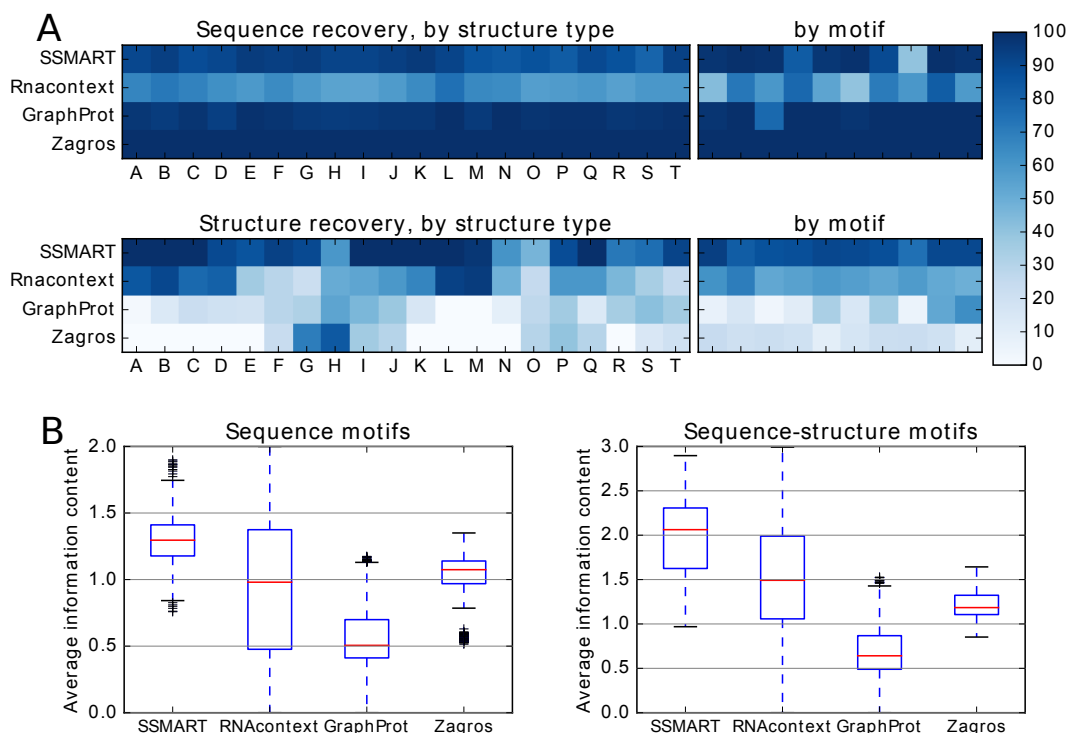 A
Sequence recovery, by structure type
by motif
SSMART
Rnacontext
GraphProt
Zagros
A B C D E F G H I J K L M N O P Q R S T
100
90
80
70
60
50
40
30
20
10
0
Structure recovery, by structure type
by motif
SSMART
Rnacontext
GraphProt
Zagros
A B C D E F G H I J K L M N O P Q R S T
B
Sequence motifs
Average information content
2.0
1.5
1.0
0.5
0.0
SSMART RNAcontext GraphProt Zagros
Sequence-structure motifs
Average information content
3.0
2.5
2.0
1.5
1.0
0.5
0.0
SSMART RNAcontext GraphProt Zagros